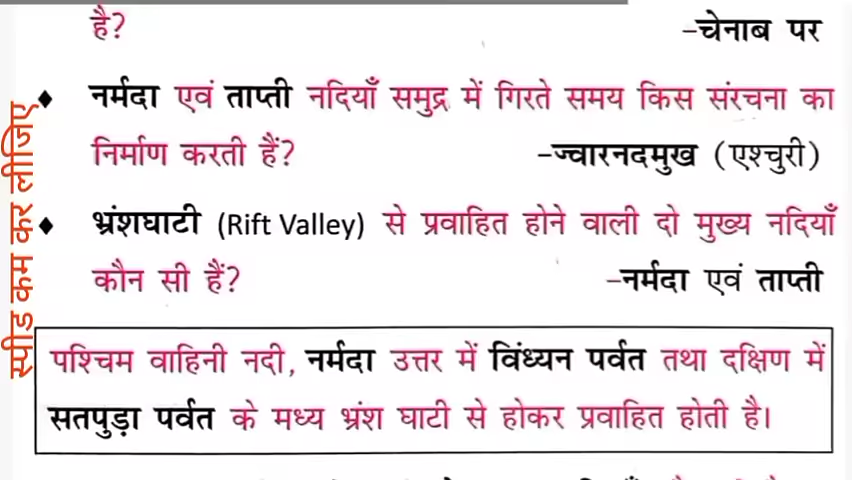 है?
-चेनाब पर
♦ नर्मदा एवं ताप्ती नदियाँ समुद्र में गिरते समय किस संरचना का
निर्माण करती हैं? -ज्वारनदमुख (एश्चुरी)
♦ भ्रंशघाटी (Rift Valley) से प्रवाहित होने वाली दो मुख्य नदियाँ
कौन सी हैं? -नर्मदा एवं ताप्ती
पश्चिम वाहिनी नदी, नर्मदा उत्तर में विंध्यन पर्वत तथा दक्षिण में
सतपुड़ा पर्वत के मध्य भ्रंश घाटी से होकर प्रवाहित होती है।
स्पीड कम कर लीजिए